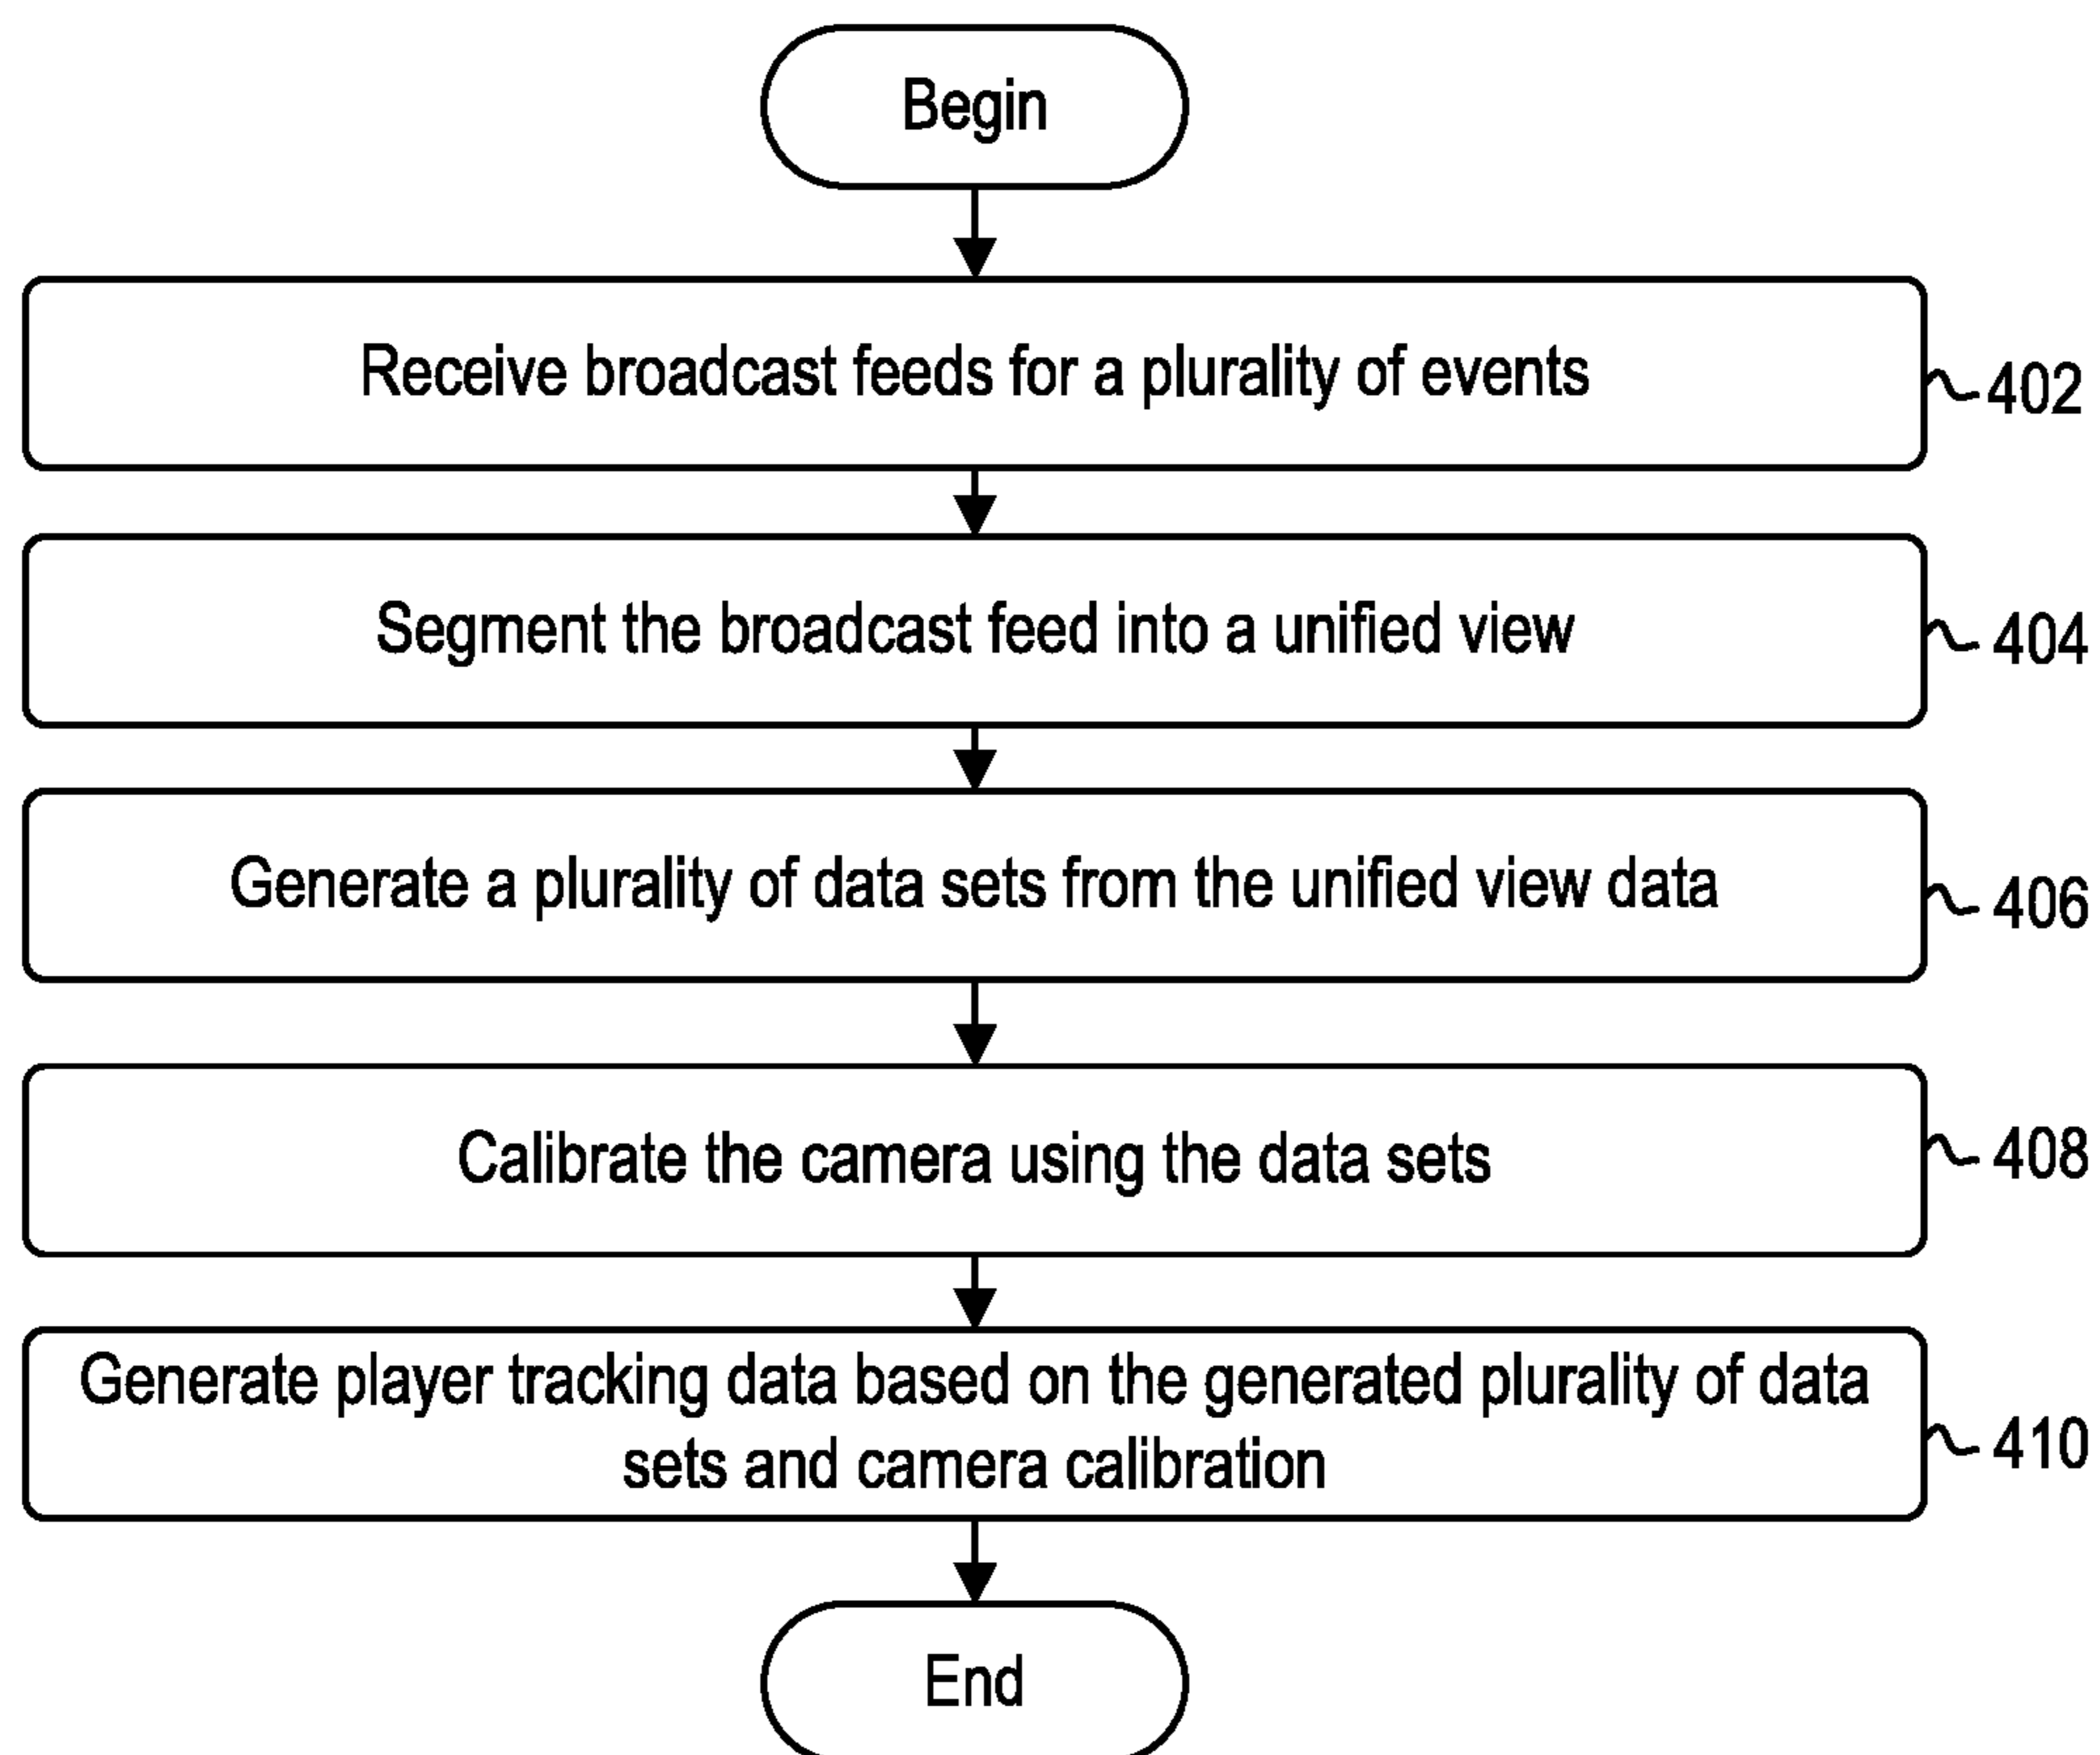 Begin
Receive broadcast feeds for a plurality of events
402
Segment the broadcast feed into a unified view
404
Generate a plurality of data sets from the unified view data
406
Calibrate the camera using the data sets
408
Generate player tracking data based on the generated plurality of data
sets and camera calibration
410
End